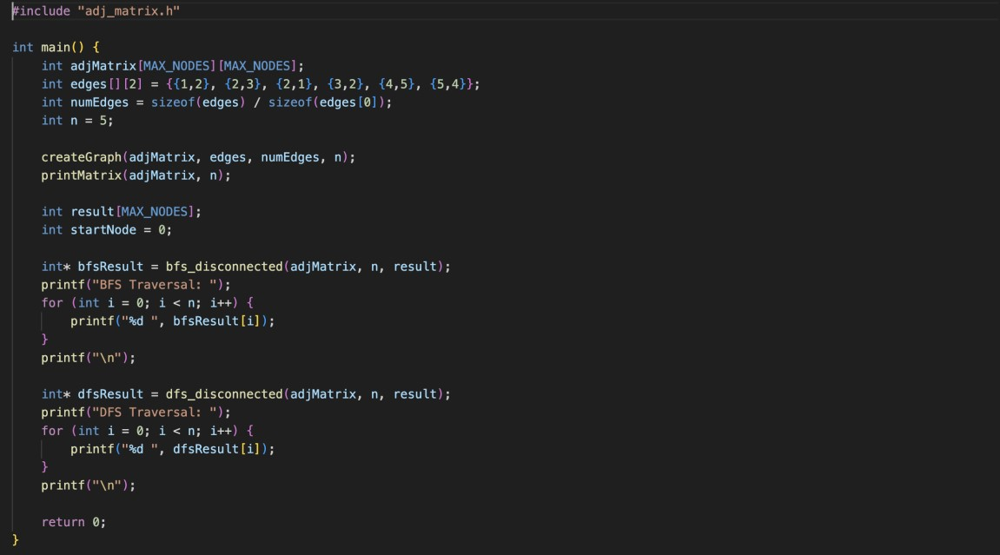 #include "adj_matrix.h"
int main() {
    int adjMatrix[MAX_NODES][MAX_NODES];
    int edges[][2] = {{1,2}, {2,3}, {2,1}, {3,2}, {4,5}, {5,4}};
    int numEdges = sizeof(edges) / sizeof(edges[0]);
    int n = 5;
    createGraph(adjMatrix, edges, numEdges, n);
    printMatrix(adjMatrix, n);
    int result[MAX_NODES];
    int startNode = 0;
    int* bfsResult = bfs_disconnected(adjMatrix, n, result);
    printf("BFS Traversal: ");
    for (int i = 0; i < n; i++) {
        printf("%d ", bfsResult[i]);
    }
    printf("\n");
    int* dfsResult = dfs_disconnected(adjMatrix, n, result);
    printf("DFS Traversal: ");
    for (int i = 0; i < n; i++) {
        printf("%d ", dfsResult[i]);
    }
    printf("\n");
    return 0;
}